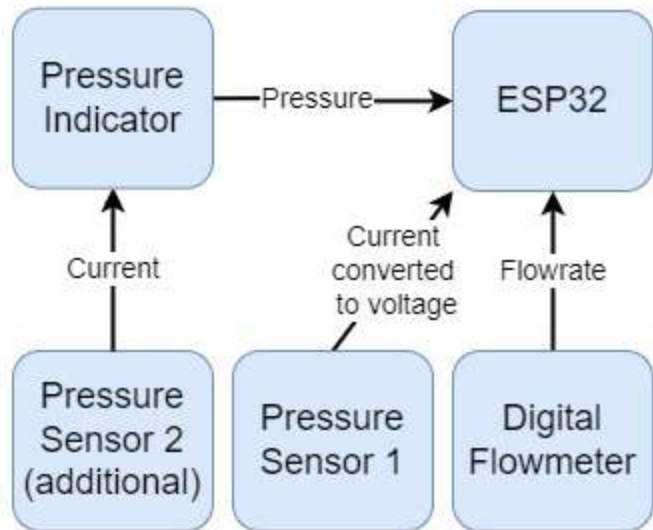 Pressure
Indicator
Pressure
ESP32
Current
Current
converted
to voltage
Flowrate
Pressure
Sensor 2
(additional)
Pressure
Sensor 1
Digital
Flowmeter